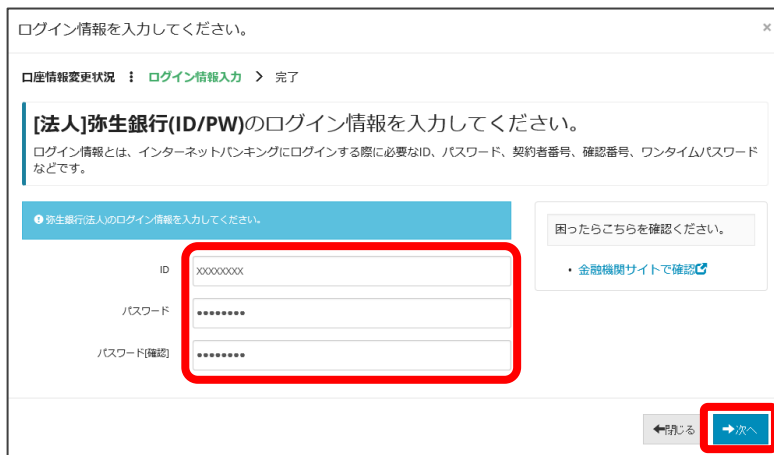 ログイン情報を入力してください。 ×
口座情報変更状況 ⋮ ログイン情報入力 > 完了
[法人]弥生銀行(ID/PW)のログイン情報を入力してください。
ログイン情報とは、インターネットバンキングにログインする際に必要なID、パスワード、契約者番号、確認番号、ワンタイムパスワード
などです。
弥生銀行(法人)のログイン情報を入力してください。
ID
xxxxxxxx
パスワード
••••••••
パスワード[確認]
••••••••
困ったらこちらを確認ください。
• 金融機関サイトで確認
閉じる
次へ